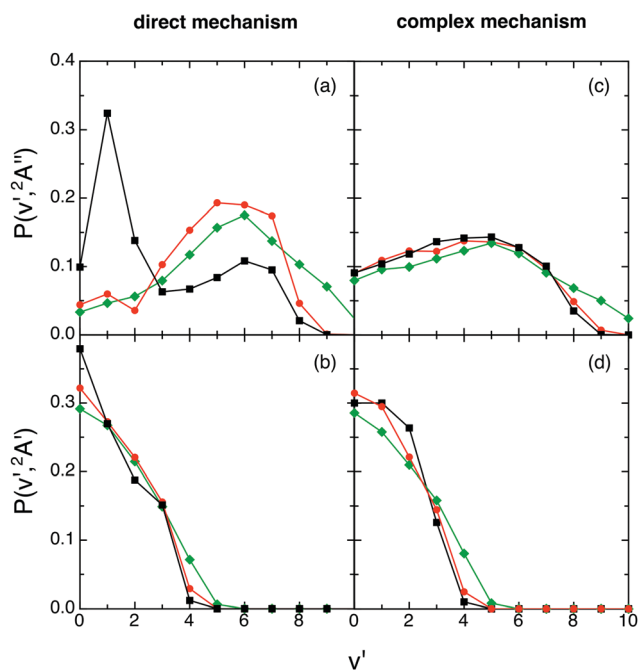 direct mechanism complex mechanism
0.4 (a) (c)
0.3
P(v',²A'') 0.2
0.1
0.0
(b) (d)
0.3
P(v',²A') 0.2
0.1
0.0
0 2 4 6 8 0 2 4 6 8 10
v'